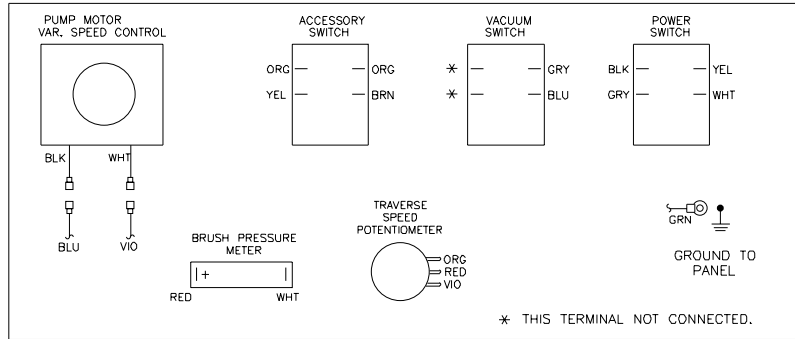 PUMP MOTOR
VAR. SPEED CONTROL
BLK WHT
BLU VIO
ACCESSORY
SWITCH
ORG ORG
YEL BRN
VACUUM
SWITCH
* GRY
* BLU
POWER
SWITCH
BLK YEL
GRY WHT
BRUSH PRESSURE
METER
+
RED WHT
TRAVERSE
SPEED
POTENTIOMETER
ORG
RED
VIO
GRN
GROUND TO
PANEL
* THIS TERMINAL NOT CONNECTED.